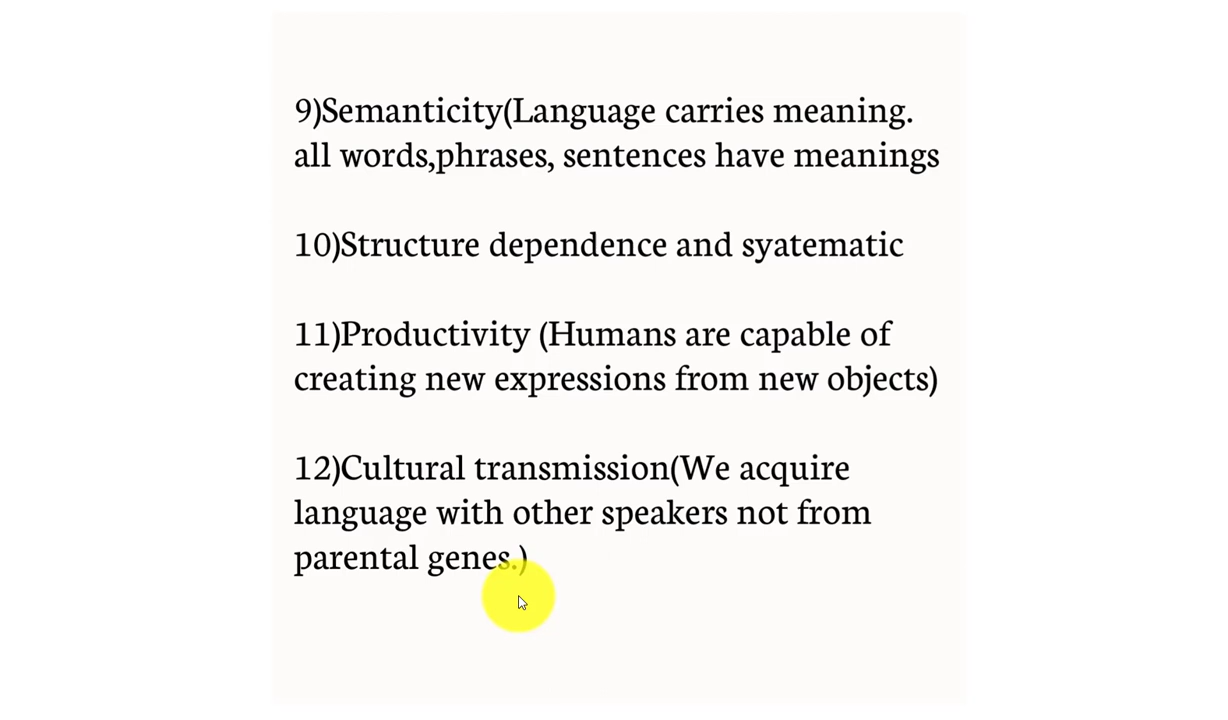 9)Semanticity(Language carries meaning.
all words,phrases, sentences have meanings
10)Structure dependence and syatematic
11)Productivity (Humans are capable of
creating new expressions from new objects)
12)Cultural transmission(We acquire
language with other speakers not from
parental genes.)